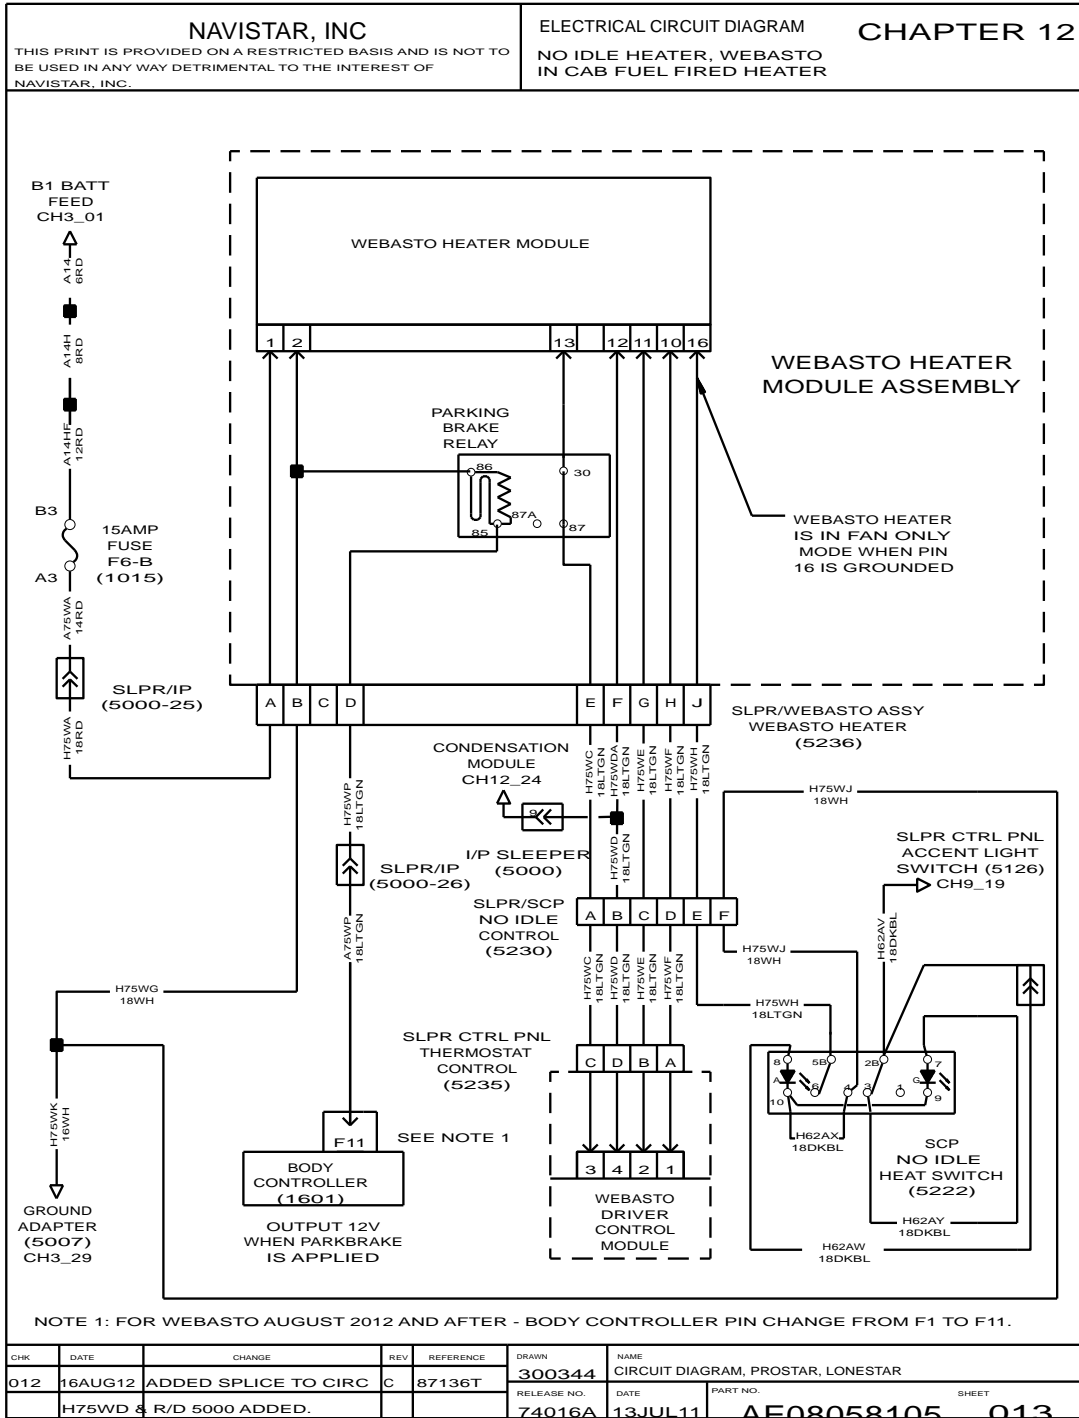 NAVISTAR, INC
THIS PRINT IS PROVIDED ON A RESTRICTED BASIS AND IS NOT TO
BE USED IN ANY WAY DETRIMENTAL TO THE INTEREST OF
NAVISTAR, INC.
ELECTRICAL CIRCUIT DIAGRAM
NO IDLE HEATER, WEBASTO
IN CAB FUEL FIRED HEATER
CHAPTER 12
B1 BATT
FEED
CH3_01
A14
6RD
A14H
8RD
A14HF
12RD
B3
15AMP
FUSE
F6-B
(1015)
A3
A75WA
14RD
SLPR/IP
(5000-25)
H75WA
18RD
WEBASTO HEATER MODULE
1 2 13 12 11 10 16
WEBASTO HEATER
MODULE ASSEMBLY
PARKING
BRAKE
RELAY
86 30
87A
85 87
WEBASTO HEATER
IS IN FAN ONLY
MODE WHEN PIN
16 IS GROUNDED
A B C D E F G H J
SLPR/WEBASTO ASSY
WEBASTO HEATER
(5236)
CONDENSATION
MODULE
CH12_24
H75WC
18LTGN
H75WDA
18LTGN
H75WE
18LTGN
H75WF
18LTGN
H75WH
18LTGN
H75WP
18LTGN
9
H75WD
18LTGN
I/P SLEEPER
(5000)
H75WJ
18WH
SLPR CTRL PNL
ACCENT LIGHT
SWITCH (5126)
CH9_19
SLPR/IP
(5000-26)
A75WP
18LTGN
SLPR/SCP
NO IDLE
CONTROL
(5230)
A B C D E F
H75WC
18LTGN
H75WD
18LTGN
H75WE
18LTGN
H75WF
18LTGN
H75WJ
18WH
H62AV
18DKBL
H75WH
18LTGN
H75WG
18WH
SLPR CTRL PNL
THERMOSTAT
CONTROL
(5235)
C D B A
8 5B 2B 7
A 6 4 3 1 G
10 9
H62AX
18DKBL
SCP
NO IDLE
HEAT SWITCH
(5222)
H62AY
18DKBL
H62AW
18DKBL
H75WK
16WH
F11
SEE NOTE 1
BODY
CONTROLLER
(1601)
OUTPUT 12V
WHEN PARKBRAKE
IS APPLIED
3 4 2 1
WEBASTO
DRIVER
CONTROL
MODULE
GROUND
ADAPTER
(5007)
CH3_29
NOTE 1: FOR WEBASTO AUGUST 2012 AND AFTER - BODY CONTROLLER PIN CHANGE FROM F1 TO F11.
CHK DATE CHANGE REV REFERENCE
012 16AUG12 ADDED SPLICE TO CIRC C 87136T
H75WD & R/D 5000 ADDED.
DRAWN
300344
NAME
CIRCUIT DIAGRAM, PROSTAR, LONESTAR
RELEASE NO.
74016A
DATE
13JUL11
PART NO.
AE08058105
SHEET
013